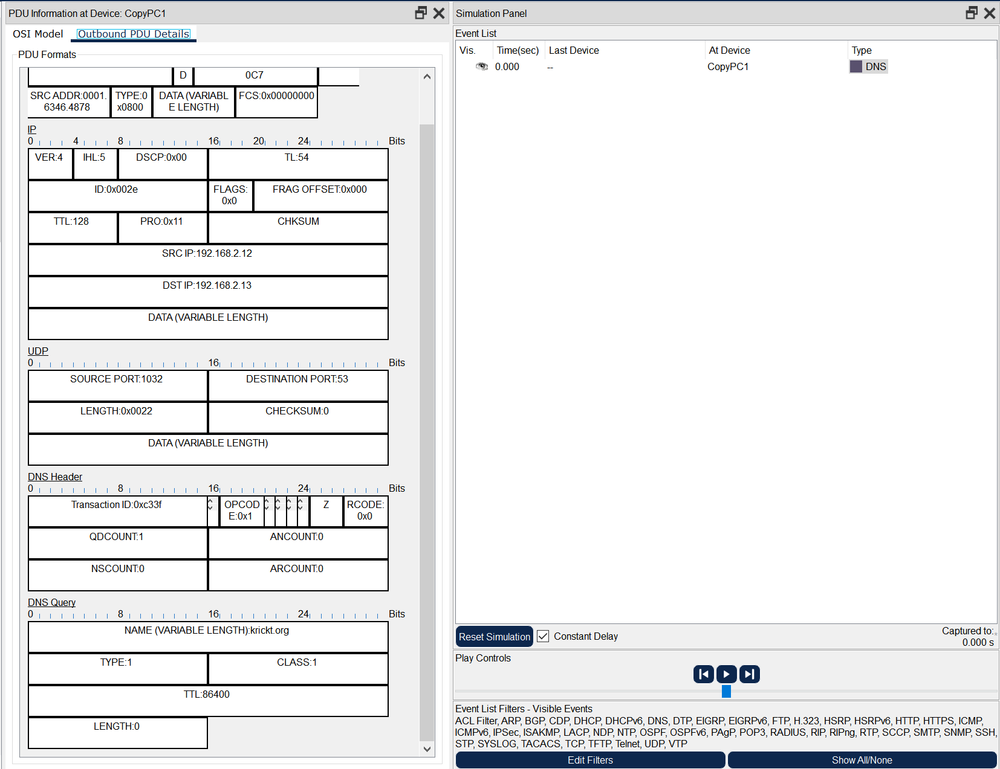 PDU Information at Device: CopyPC1
OSI Model Outbound PDU Details
PDU Formats
D 0C7
SRC ADDR:0001.
6346.4878
TYPE:0
x0800
DATA (VARIABL
E LENGTH)
FCS:0x00000000
IP
0 4 8 16 20 24 Bits
VER:4 IHL:5 DSCP:0x00 TL:54
ID:0x002e FLAGS:
0x0
FRAG OFFSET:0x000
TTL:128 PRO:0x11 CHKSUM
SRC IP:192.168.2.12
DST IP:192.168.2.13
DATA (VARIABLE LENGTH)
UDP
0 16 Bits
SOURCE PORT:1032 DESTINATION PORT:53
LENGTH:0x0022 CHECKSUM:0
DATA (VARIABLE LENGTH)
DNS Header
0 8 16 24 Bits
Transaction ID:0xc33f OPCOD
E:0x1
Z RCODE:
0x0
QDCOUNT:1 ANCOUNT:0
NSCOUNT:0 ARCOUNT:0
DNS Query
0 8 16 24 Bits
NAME (VARIABLE LENGTH):krickt.org
TYPE:1 CLASS:1
TTL:86400
LENGTH:0
Simulation Panel
Event List
Vis. Time(sec) Last Device At Device Type
0.000 -- CopyPC1 DNS
Reset Simulation Constant Delay
Captured to:
0.000 s
Play Controls
Event List Filters - Visible Events
ACL Filter, ARP, BGP, CDP, DHCP, DHCPv6, DNS, DTP, EIGRP, EIGRPv6, FTP, H.323, HSRP, HSRPv6, HTTP, HTTPS, ICMP,
ICMPv6, IPSec, ISAKMP, LACP, NDP, NTP, OSPF, OSPFv6, PAgP, POP3, RADIUS, RIP, RIPng, RTP, SCCP, SMTP, SNMP, SSH,
STP, SYSLOG, TACACS, TCP, TFTP, Telnet, UDP, VTP
Edit Filters Show All/None